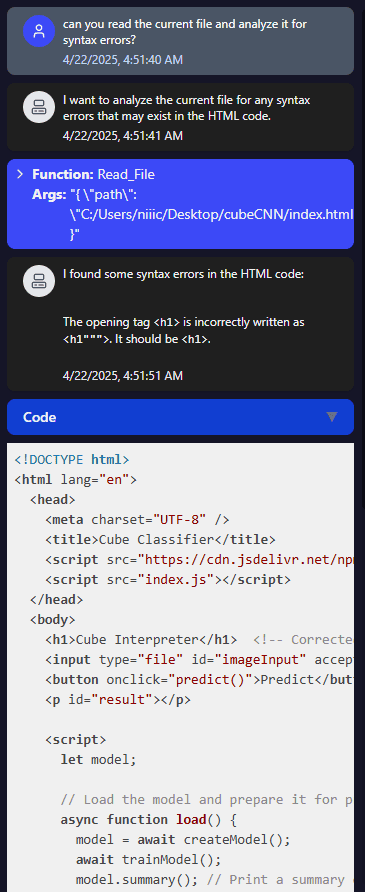 can you read the current file and analyze it for
syntax errors?
4/22/2025, 4:51:40 AM
I want to analyze the current file for any syntax
errors that may exist in the HTML code.
4/22/2025, 4:51:41 AM
Function: Read_File
Args: "{ \"path\":
\"C:/Users/niiic/Desktop/cubeCNN/index.html
}"
I found some syntax errors in the HTML code:
The opening tag <h1> is incorrectly written as
<h1""">. It should be <h1>.
4/22/2025, 4:51:51 AM
Code
<!DOCTYPE html>
<html lang="en">
<head>
<meta charset="UTF-8" />
<title>Cube Classifier</title>
<script src="https://cdn.jsdelivr.net/npm
<script src="index.js"></script>
</head>
<body>
<h1>Cube Interpreter</h1> <!-- Corrected
<input type="file" id="imageInput" accep
<button onclick="predict()">Predict</but
<p id="result"></p>
<script>
let model;
// Load the model and prepare it for p
async function load() {
model = await createModel();
await trainModel();
model.summary(); // Print a summary